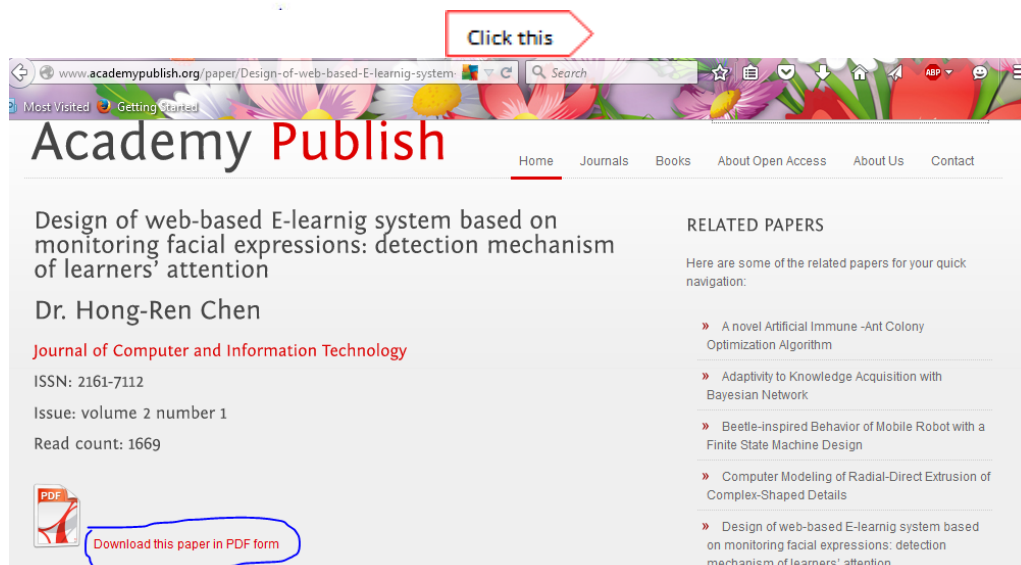 Click this
www.academypublish.org/paper/Design-of-web-based-E-learnig-system-
Search
ABP
Most Visited Getting Started
Academy Publish
Home Journals Books About Open Access About Us Contact
Design of web-based E-learnig system based on
monitoring facial expressions: detection mechanism
of learners' attention
Dr. Hong-Ren Chen
Journal of Computer and Information Technology
ISSN: 2161-7112
Issue: volume 2 number 1
Read count: 1669
PDF
Download this paper in PDF form
RELATED PAPERS
Here are some of the related papers for your quick
navigation:
» A novel Artificial Immune -Ant Colony
Optimization Algorithm
» Adaptivity to Knowledge Acquisition with
Bayesian Network
» Beetle-inspired Behavior of Mobile Robot with a
Finite State Machine Design
» Computer Modeling of Radial-Direct Extrusion of
Complex-Shaped Details
» Design of web-based E-learnig system based
on monitoring facial expressions: detection
mechanism of learners' attention